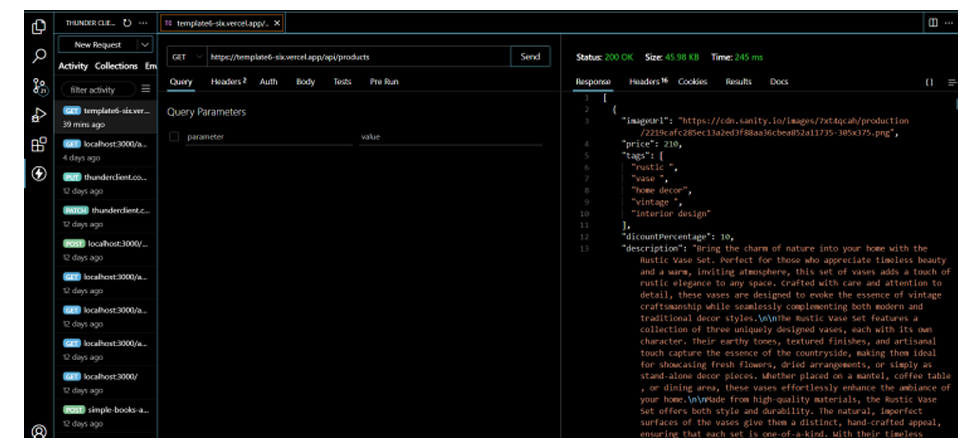 THUNDER CLIE... ...
template6-six.vercel.app/.. ×
New Request
Activity Collections Em
filter activity
GET template6-six.ver...
39 mins ago
GET localhost:3000/a...
4 days ago
PUT thunderclient.co...
12 days ago
PATCH thunderclient.c...
12 days ago
POST localhost:3000/...
12 days ago
GET localhost:3000/a...
12 days ago
GET localhost:3000/a...
12 days ago
GET localhost:3000/a...
12 days ago
GET localhost:3000/
12 days ago
POST simple-books-a...
12 days ago
GET https://template6-six.vercel.app/api/products Send
Query Headers 2 Auth Body Tests Pre Run
Query Parameters
parameter value
Status: 200 OK Size: 45.98 KB Time: 245 ms
Response Headers 16 Cookies Results Docs {}
1 [
2 {
3 "imageUrl": "https://cdn.sanity.io/images/7xt4qcah/production
/2219cafc285ec13a2ed3f88aa36cbea852a11735-305x375.png",
4 "price": 210,
5 "tags": [
6 "rustic ",
7 "vase ",
8 "home decor",
9 "vintage ",
10 "interior design"
11 ],
12 "dicountPercentage": 10,
13 "description": "Bring the charm of nature into your home with the
Rustic Vase Set. Perfect for those who appreciate timeless beauty
and a warm, inviting atmosphere, this set of vases adds a touch of
rustic elegance to any space. Crafted with care and attention to
detail, these vases are designed to evoke the essence of vintage
craftsmanship while seamlessly complementing both modern and
traditional decor styles.\n\nThe Rustic Vase Set features a
collection of three uniquely designed vases, each with its own
character. Their earthy tones, textured finishes, and artisanal
touch capture the essence of the countryside, making them ideal
for showcasing fresh flowers, dried arrangements, or simply as
stand-alone decor pieces. Whether placed on a mantel, coffee table
, or dining area, these vases effortlessly enhance the ambiance of
your home.\n\nMade from high-quality materials, the Rustic Vase
Set offers both style and durability. The natural, imperfect
surfaces of the vases give them a distinct, hand-crafted appeal,
ensuring that each set is one-of-a-kind. With their timeless